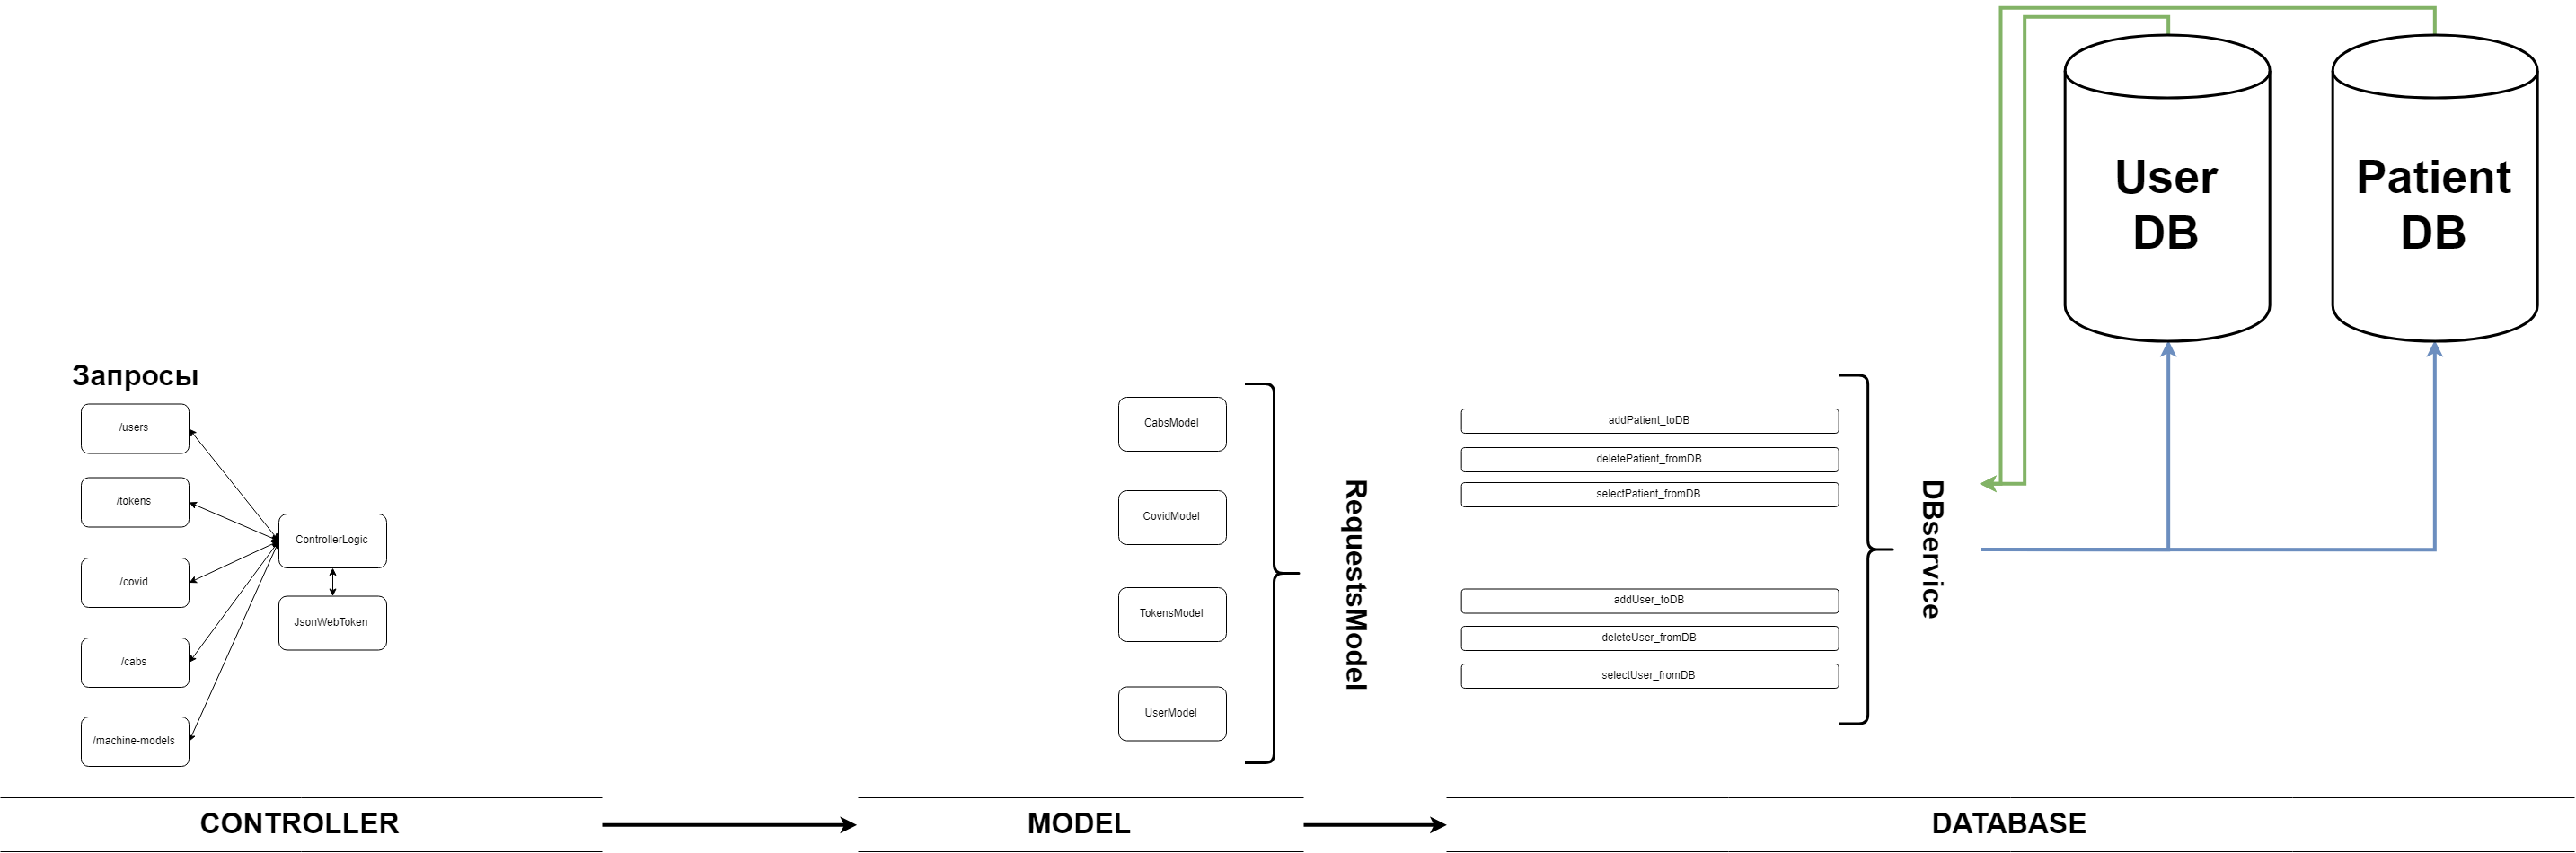 Запросы
/users
/tokens
/covid
/cabs
/machine-models
ControllerLogic
JsonWebToken
CabsModel
CovidModel
TokensModel
UserModel
RequestsModel
addPatient_toDB
deletePatient_fromDB
selectPatient_fromDB
addUser_toDB
deleteUser_fromDB
selectUser_fromDB
DBservice
User
DB
Patient
DB
CONTROLLER
MODEL
DATABASE